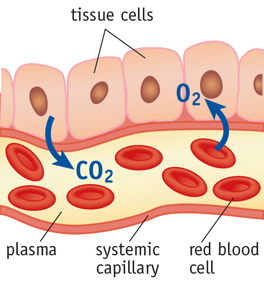 tissue cells
O2
CO2
plasma
systemic
capillary
red blood
cell